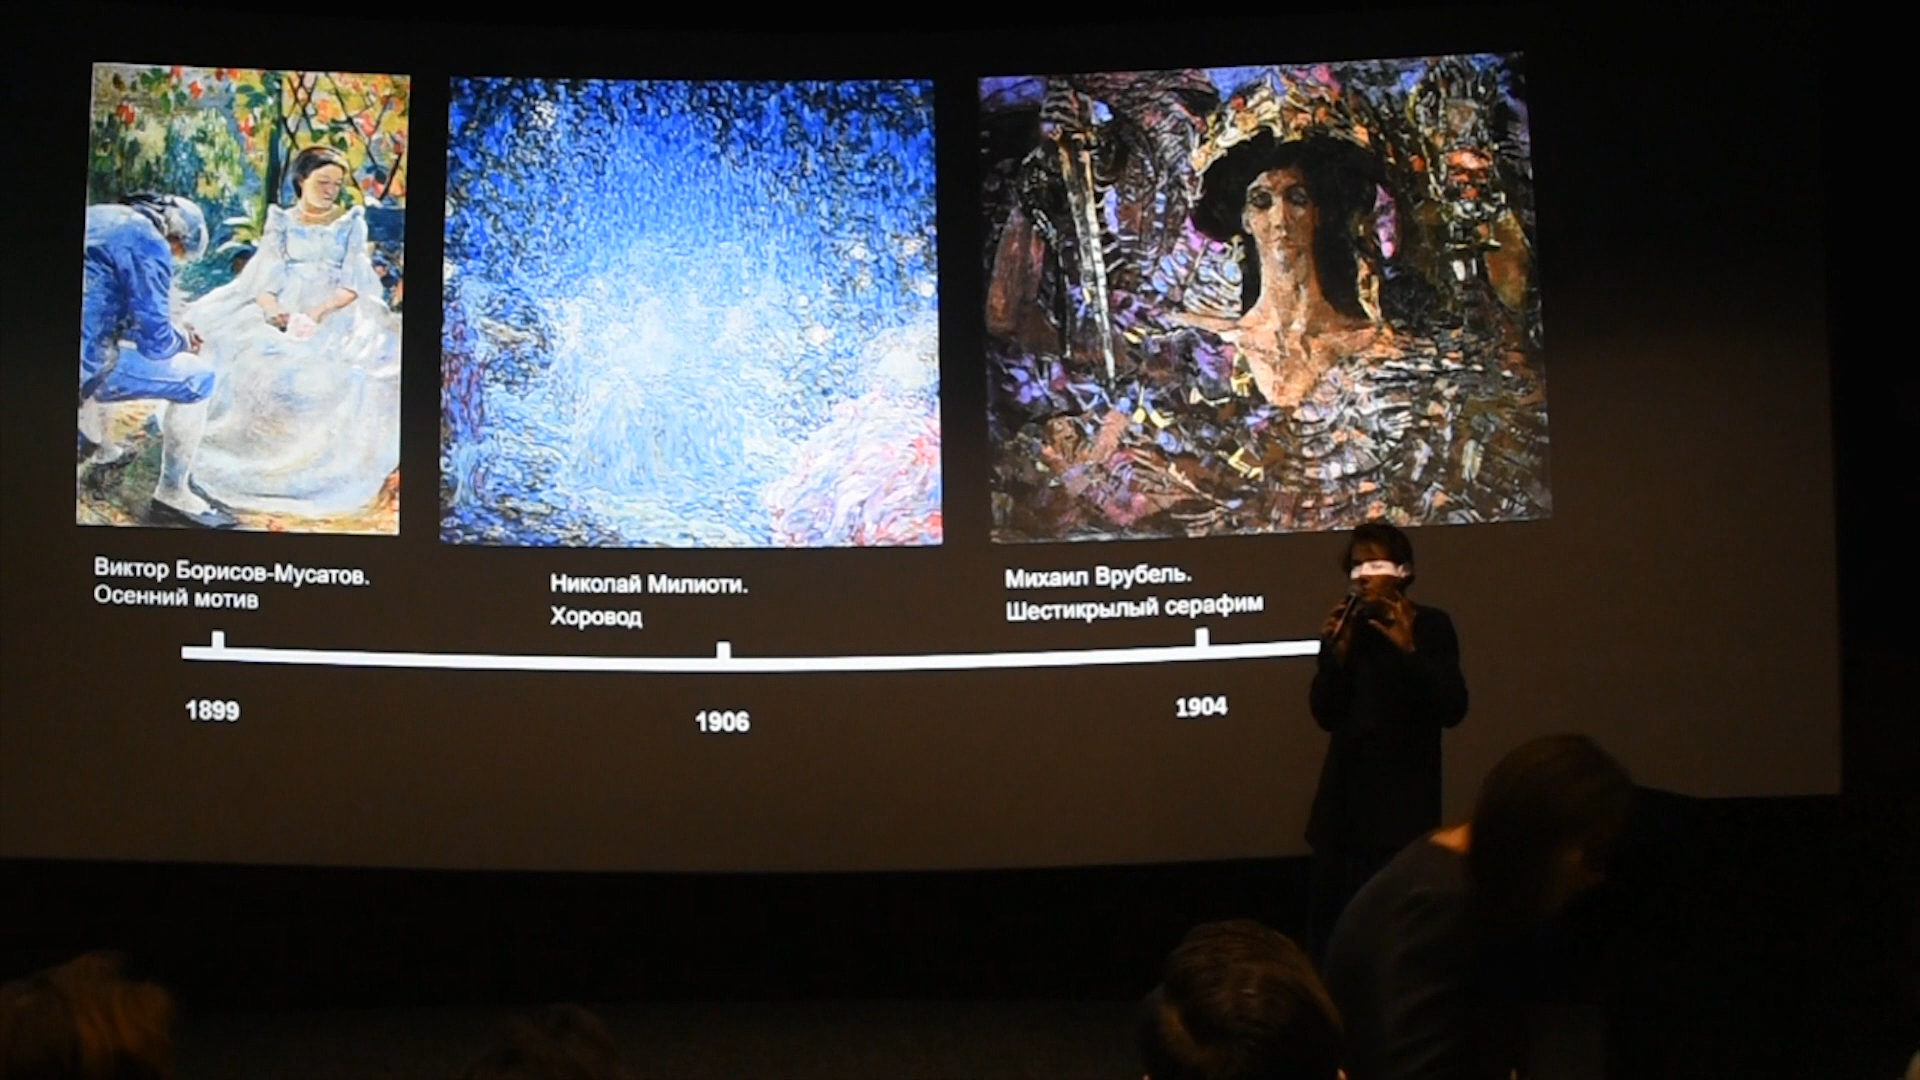 Виктор Борисов-Мусатов.
Осенний мотив
Николай Милиоти.
Хоровод
Михаил Врубель.
Шестикрылый серафим
1899
1906
1904